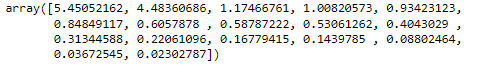 array([5.45052162, 4.48360686, 1.17466761, 1.00820573, 0.93423123,
0.84849117, 0.6057878 , 0.58787222, 0.53061262, 0.4043029 ,
0.31344588, 0.22061096, 0.16779415, 0.1439785 , 0.08802464,
0.03672545, 0.02302787])